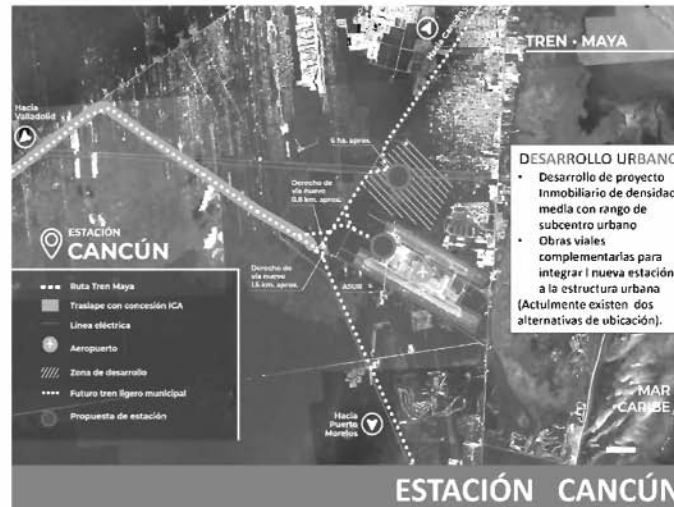 Hacia Cancún
TREN · MAYA
Hacia
Valladolid
6 ha. aprox.
Derecho de
vía nuevo
0.8 km. aprox.
DESARROLLO URBANO
• Desarrollo de proyecto
Inmobiliario de densidad
media con rango de
subcentro urbano
• Obras viales
complementarias para
integrar l nueva estación
a la estructura urbana
(Actulmente existen dos
alternativas de ubicación).
ESTACIÓN
CANCÚN
Derecho de
vía nuevo
1.5 km. aprox.
ASUR
Ruta Tren Maya
Traslape con concesión ICA
Línea eléctrica
Aeropuerto
Zona de desarrollo
Futuro tren ligero municipal
Propuesta de estación
Hacia
Puerto
Morelos
MAR
CARIBE
ESTACIÓN CANCÚN